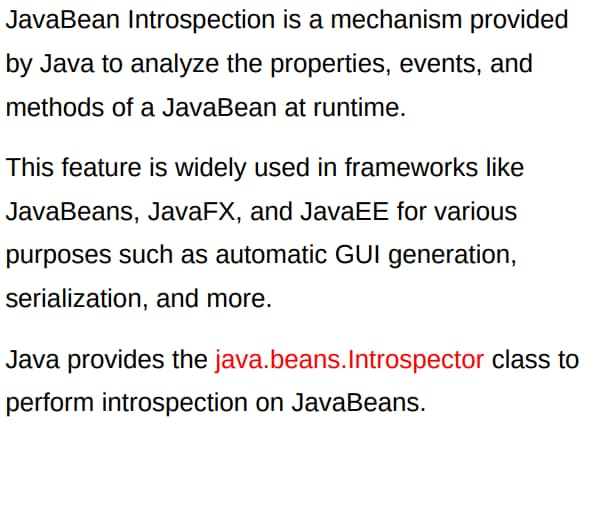 JavaBean Introspection is a mechanism provided
by Java to analyze the properties, events, and
methods of a JavaBean at runtime.
This feature is widely used in frameworks like
JavaBeans, JavaFX, and JavaEE for various
purposes such as automatic GUI generation,
serialization, and more.
Java provides the java.beans.Introspector class to
perform introspection on JavaBeans.